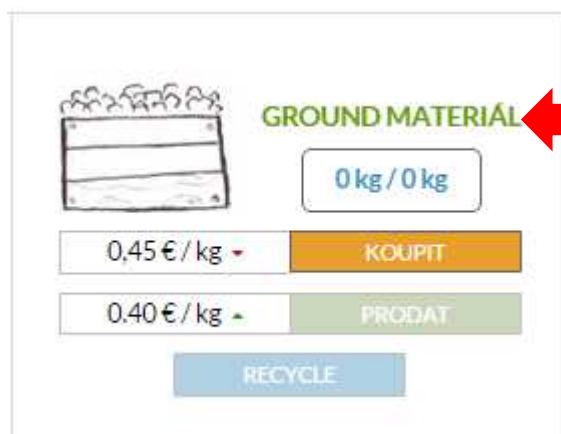 GROUND MATERIÁL
0 kg / 0 kg
0,45 € / kg
KOUPIT
0.40 € / kg
PRODAT
RECYCLE